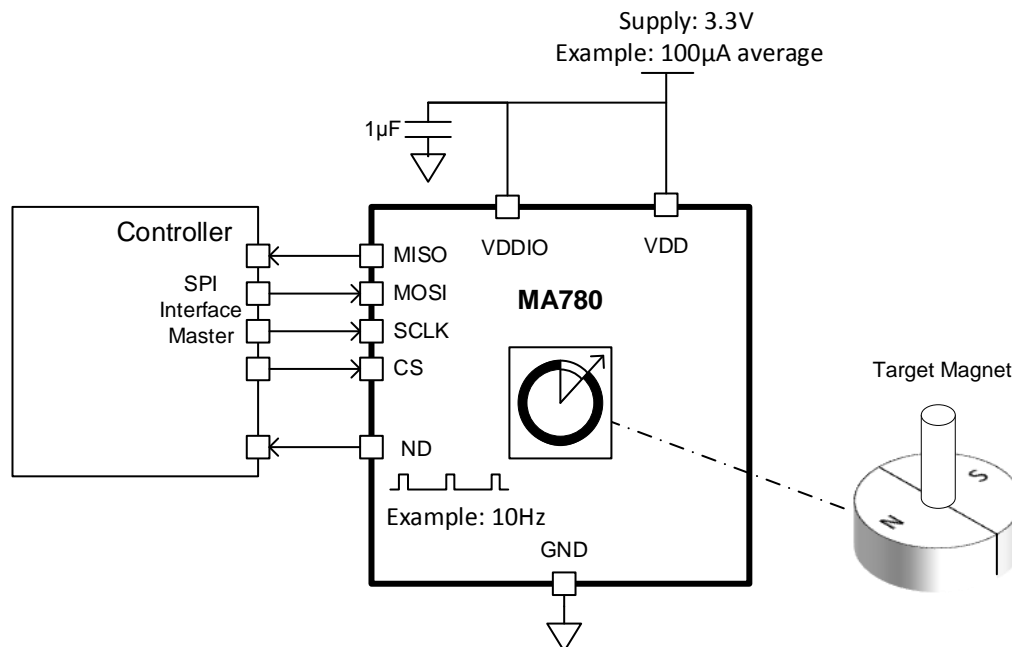 Supply: 3.3V
Example: 100µA average
1µF
Controller
SPI
Interface
Master
MISO
MOSI
SCLK
CS
ND
VDDIO
VDD
MA780
Example: 10Hz
GND
Target Magnet
N
S